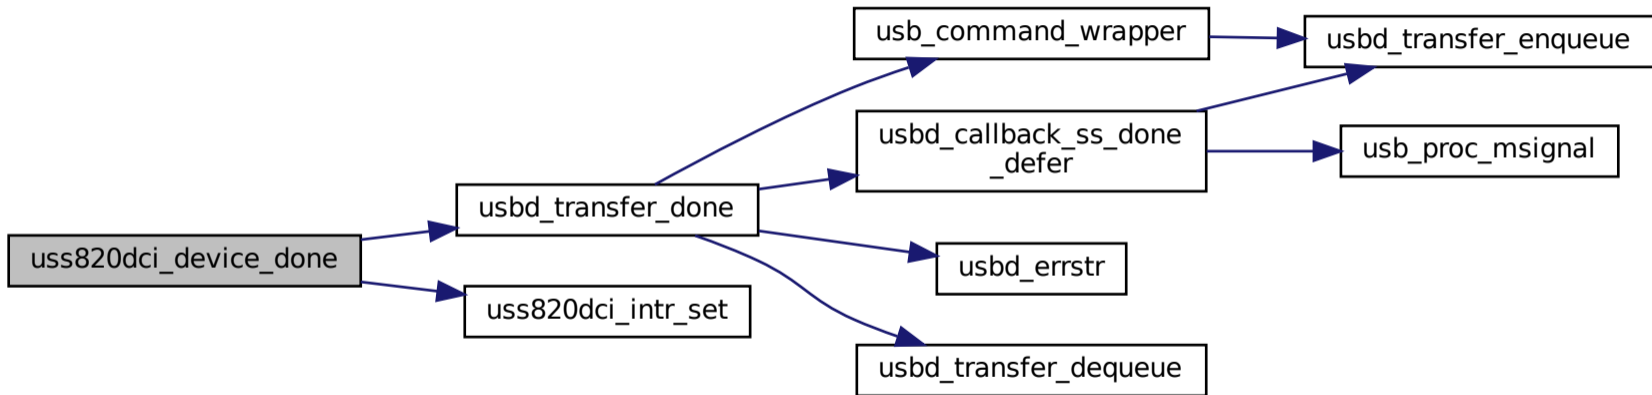 usb_command_wrapper
usbd_transfer_enqueue
usbd_callback_ss_done
_defer
usb_proc_msignal
usbd_transfer_done
uss820dci_device_done
usbd_errstr
uss820dci_intr_set
usbd_transfer_dequeue